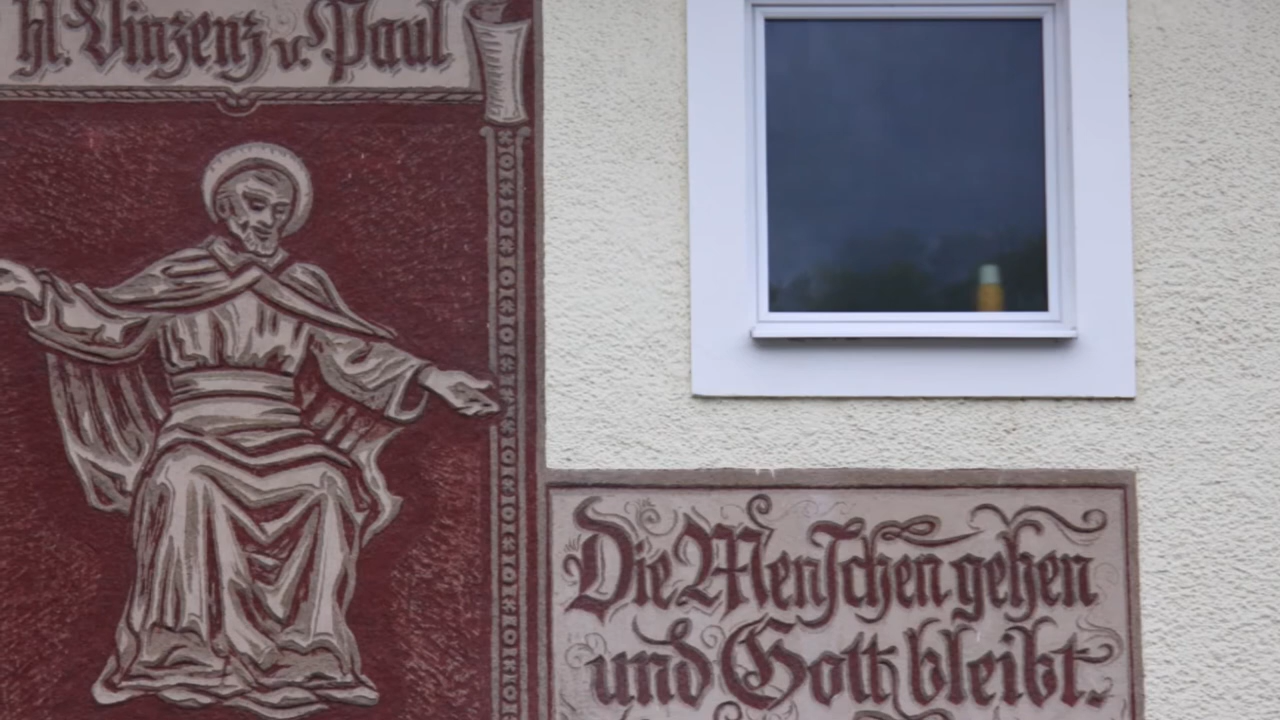 hl. Vinzenz v. Paul
Die Menschen gehen
und Gott bleibt.